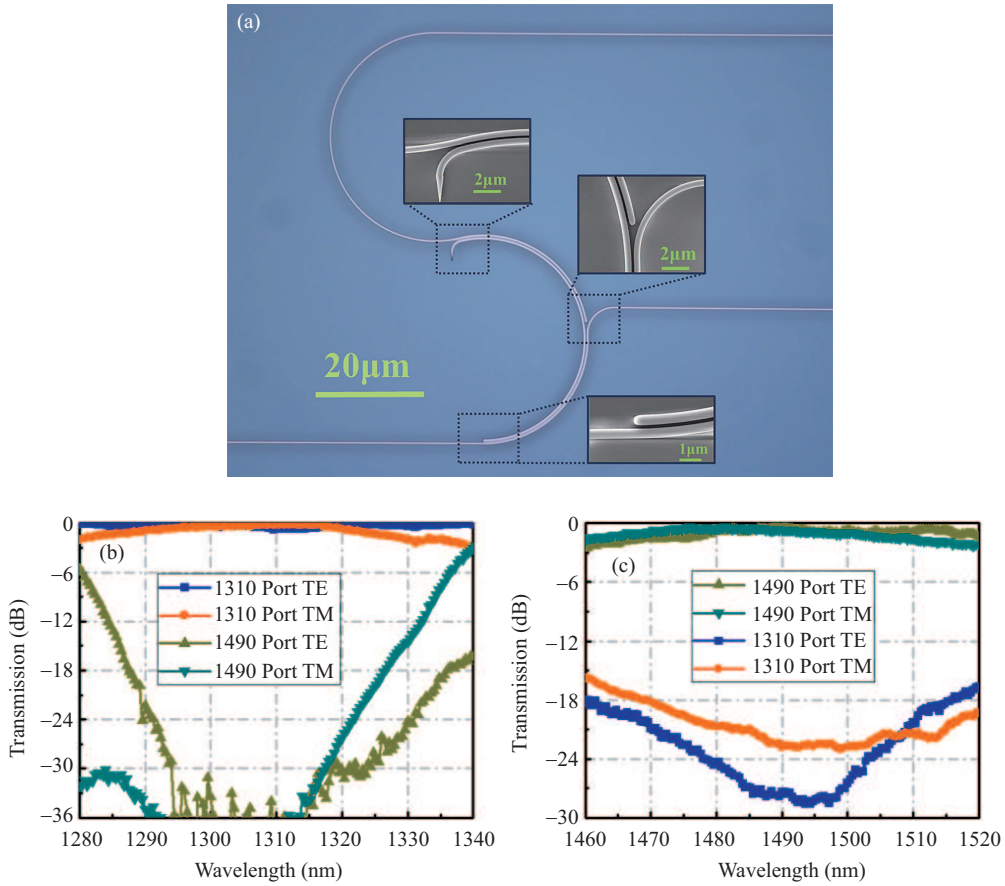 (a)
2μm
2μm
20μm
1μm
0
−6
−12
−18
−24
−30
−36
Transmission (dB)
(b)
1310 Port TE
1310 Port TM
1490 Port TE
1490 Port TM
1280 1290 1300 1310 1320 1330 1340
Wavelength (nm)
0
−6
−12
−18
−24
−30
Transmission (dB)
(c)
1490 Port TE
1490 Port TM
1310 Port TE
1310 Port TM
1460 1470 1480 1490 1500 1510 1520
Wavelength (nm)